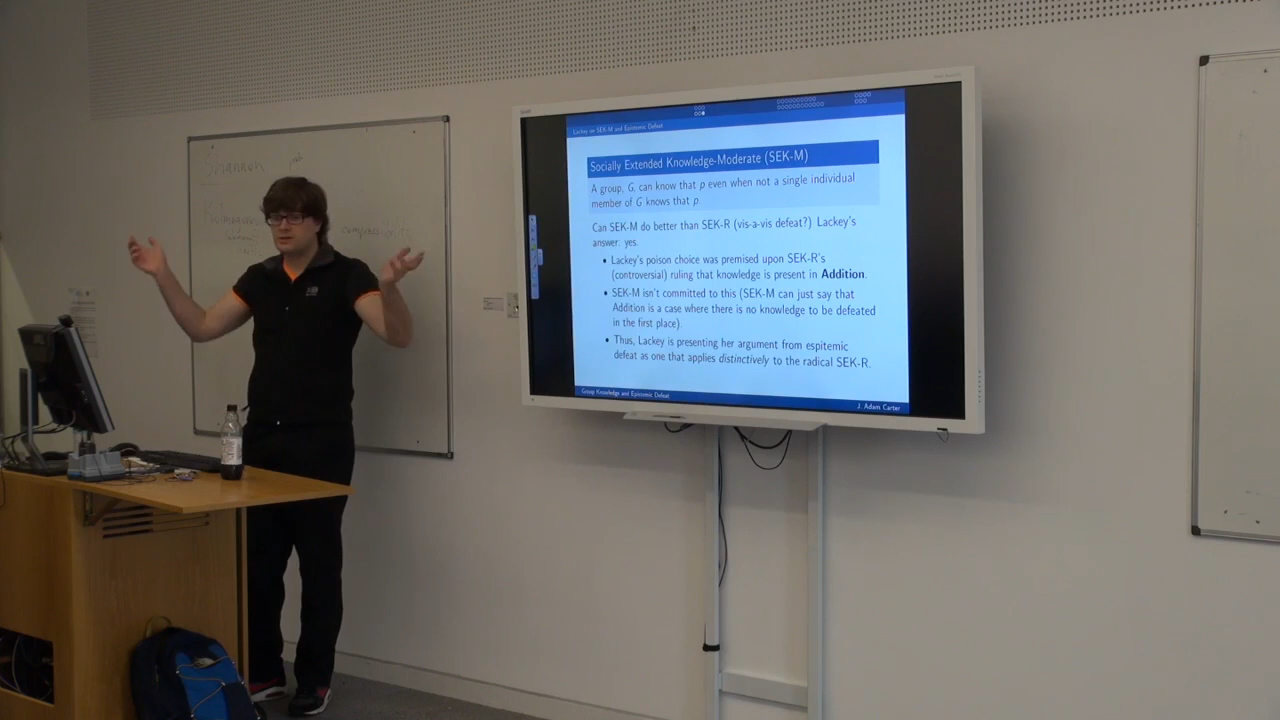 Shannon
Lackey on SEK-M and Epistemic Defeat
Socially Extended Knowledge-Moderate (SEK-M)
A group, G, can know that p even when not a single individual
member of G knows that p.
Can SEK-M do better than SEK-R (vis-a-vis defeat?) Lackey's
answer: yes.
• Lackey's poison choice was premised upon SEK-R's
(controversial) ruling that knowledge is present in Addition.
• SEK-M isn't committed to this (SEK-M can just say that
Addition is a case where there is no knowledge to be defeated
in the first place).
• Thus, Lackey is presenting her argument from espitemic
defeat as one that applies distinctively to the radical SEK-R.
Group Knowledge and Epistemic Defeat
J. Adam Carter